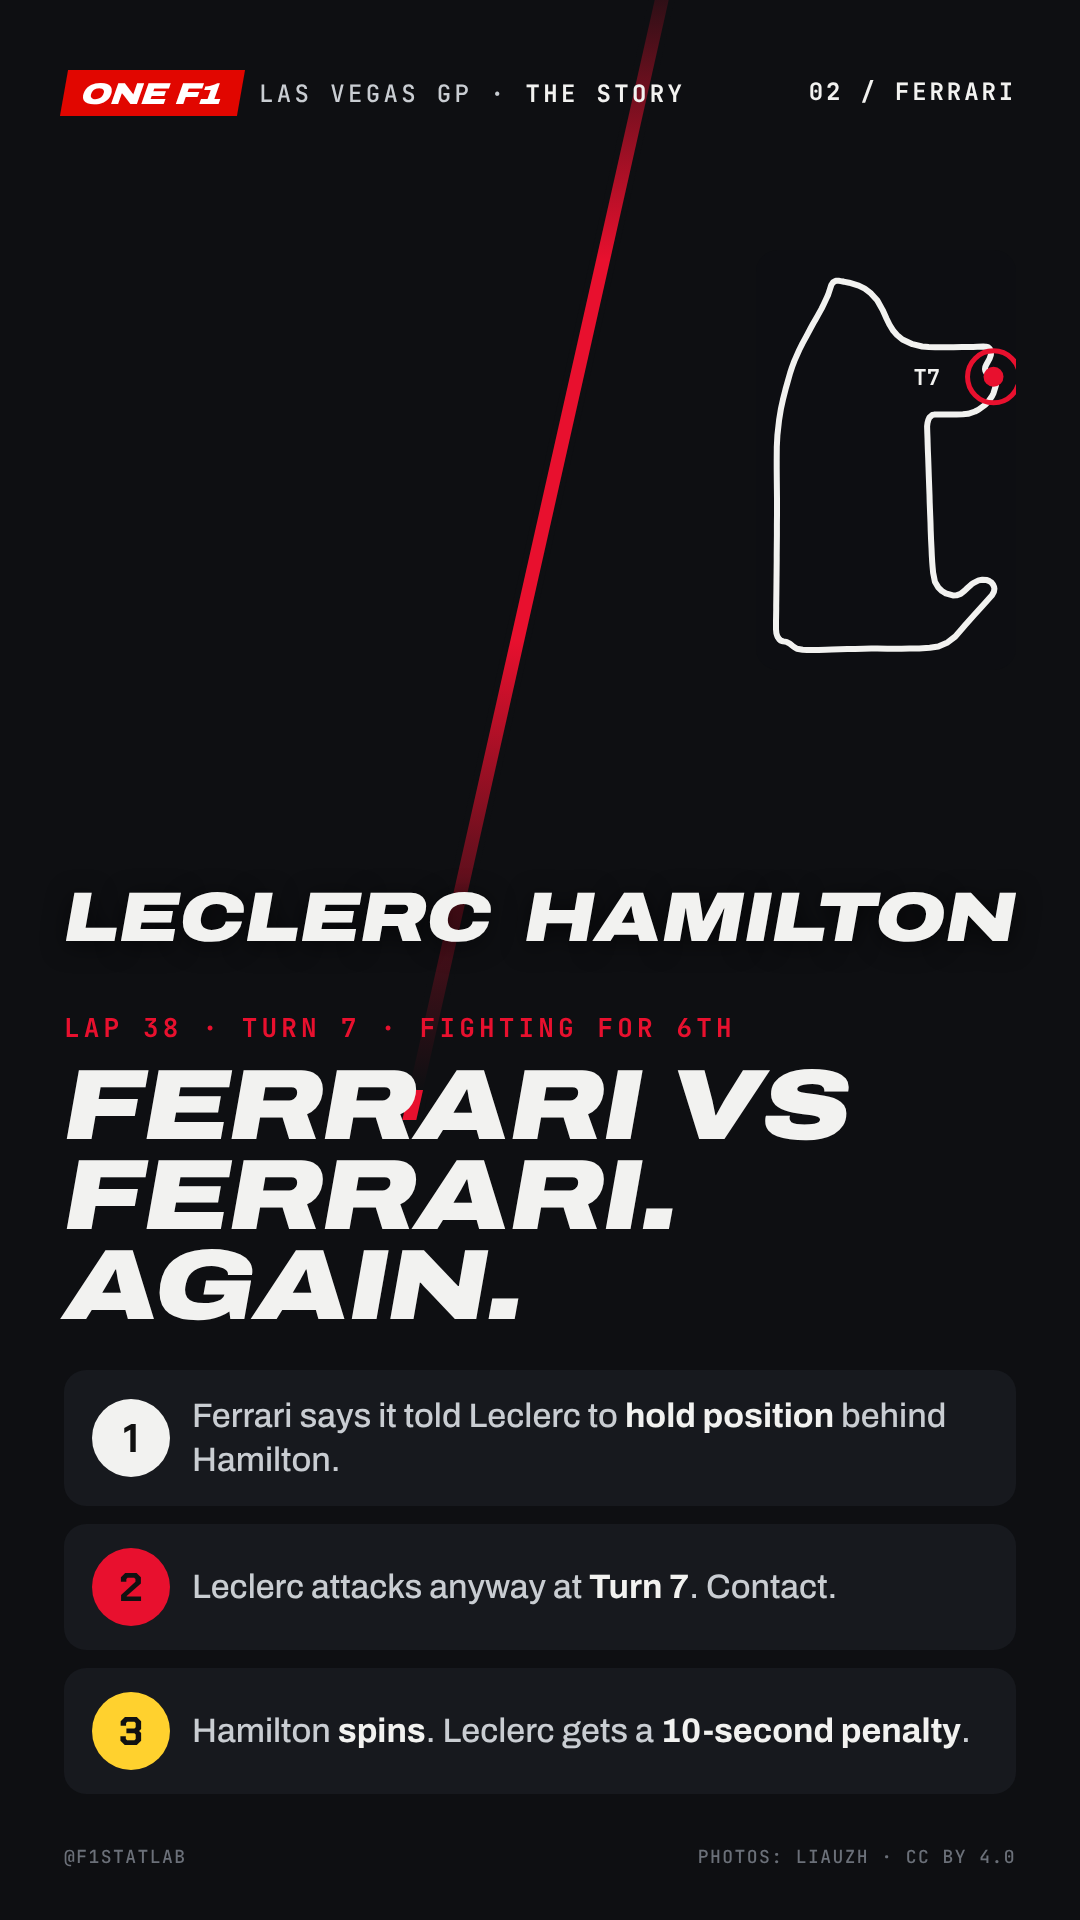 ONE F1 LAS VEGAS GP · THE STORY 02 / FERRARI
T7
LECLERC HAMILTON
LAP 38 · TURN 7 · FIGHTING FOR 6TH
FERRARI VS
FERRARI.
AGAIN.
1 Ferrari says it told Leclerc to hold position behind
Hamilton.
2 Leclerc attacks anyway at Turn 7. Contact.
3 Hamilton spins. Leclerc gets a 10-second penalty.
@F1STATLAB PHOTOS: LIAUZH · CC BY 4.0